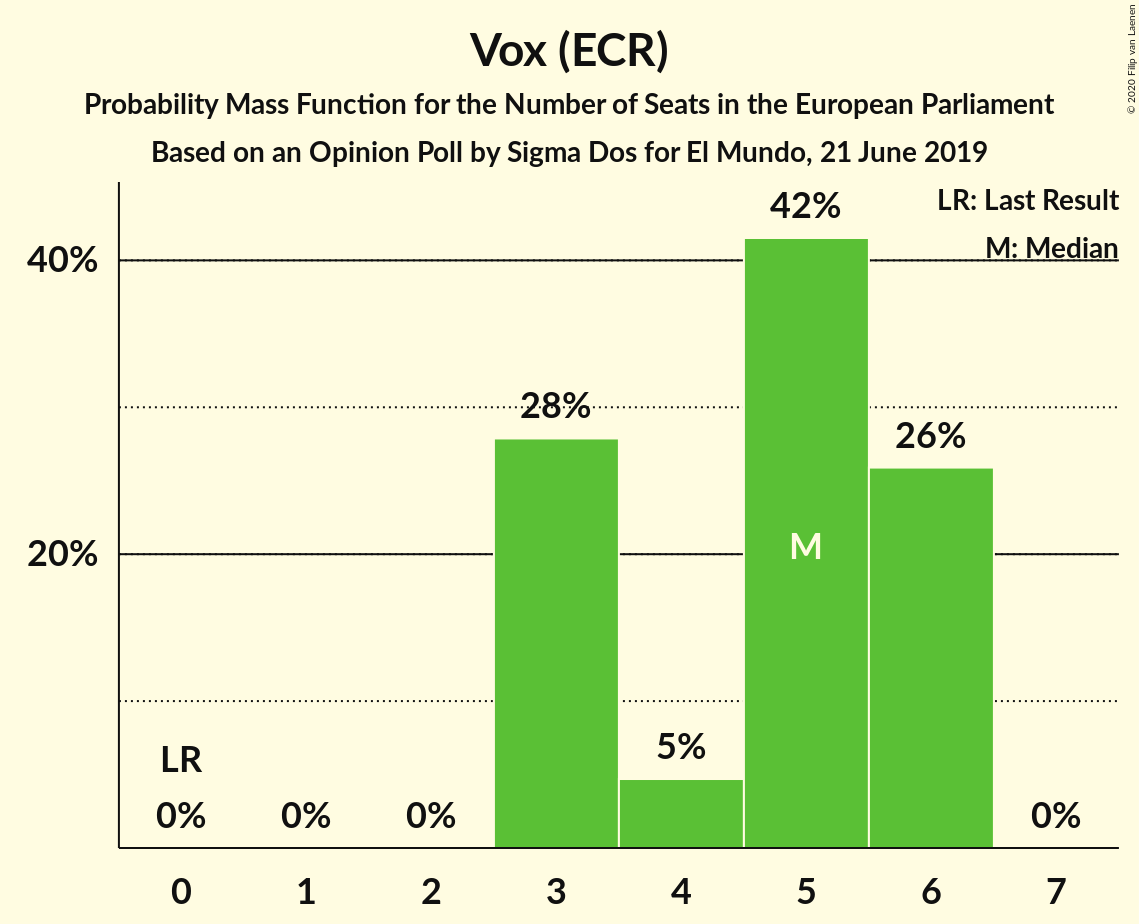 Vox (ECR)
Probability Mass Function for the Number of Seats in the European Parliament
Based on an Opinion Poll by Sigma Dos for El Mundo, 21 June 2019
© 2020 Filip van Laenen
LR: Last Result
M: Median
40%
20%
42%
28%
26%
M
5%
LR
0%
0%
0%
0%
0 1 2 3 4 5 6 7